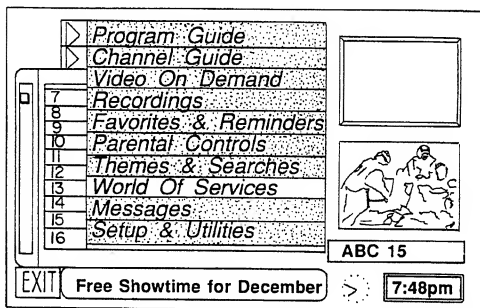 Program Guide
Channel Guide
Video On Demand
7
Recordings
8
9
Favorites & Reminders
10
Parental Controls
11
12
Themes & Searches
13
World Of Services
14
Messages
15
16
Setup & Utilities
ABC 15
EXIT
Free Showtime for December
7:48pm